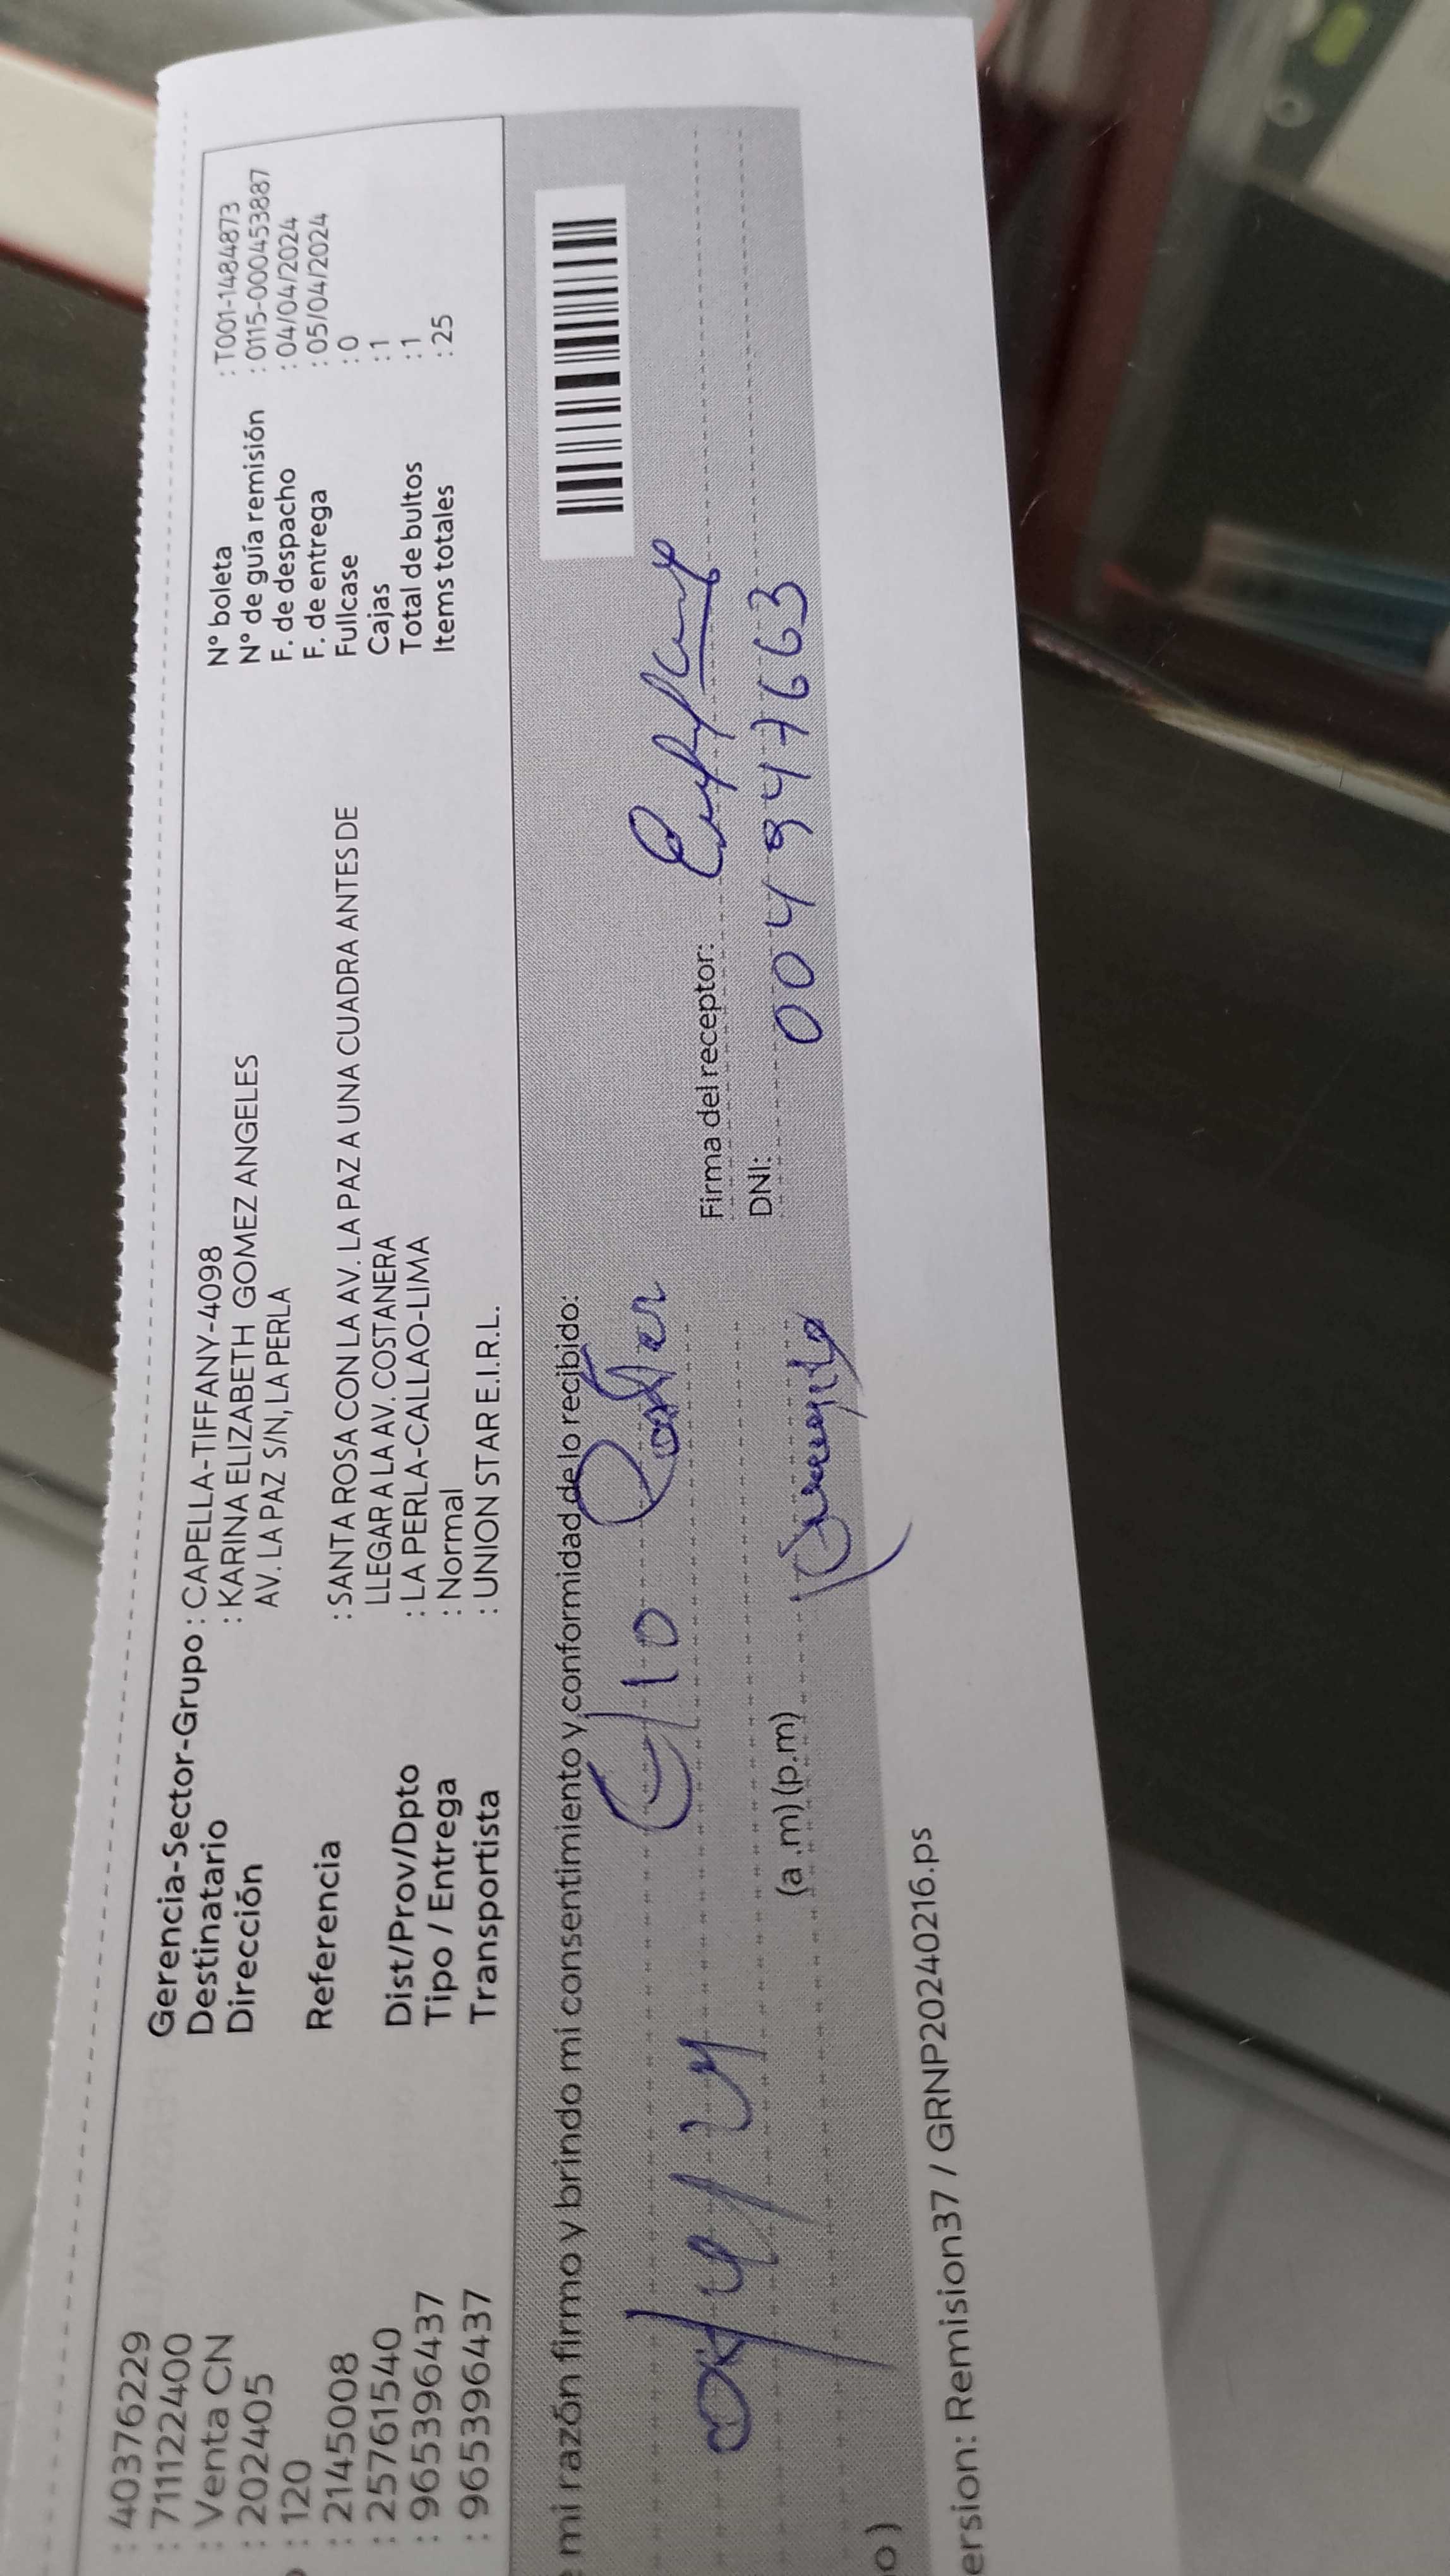 : 40376229
: 711122400
: Venta CN
: 202405
: 120
: 2145008
: 25761540
: 965396437
: 965396437
Gerencia-Sector-Grupo : CAPELLA-TIFFANY-4098
Destinatario : KARINA ELIZABETH GOMEZ ANGELES
Dirección AV. LA PAZ S/N, LA PERLA
Referencia : SANTA ROSA CON LA AV. LA PAZ A UNA CUADRA ANTES DE
LLEGAR A LA AV. COSTANERA
Dist/Prov/Dpto : LA PERLA-CALLAO-LIMA
Tipo / Entrega : Normal
Transportista : UNION STAR E.I.R.L.
N° boleta : T001-1484873
N° de guía remisión : 0115-000453887
F. de despacho : 04/04/2024
F. de entrega : 05/04/2024
Fullcase : 0
Cajas : 1
Total de bultos : 1
Items totales : 25
mi razón firmo y brindo mi consentimiento y conformidad de lo recibido:
Firma del receptor:
DNI: 004947663
(a.m) (p.m)
o)
ersion: Remision37 / GRNP20240216.ps